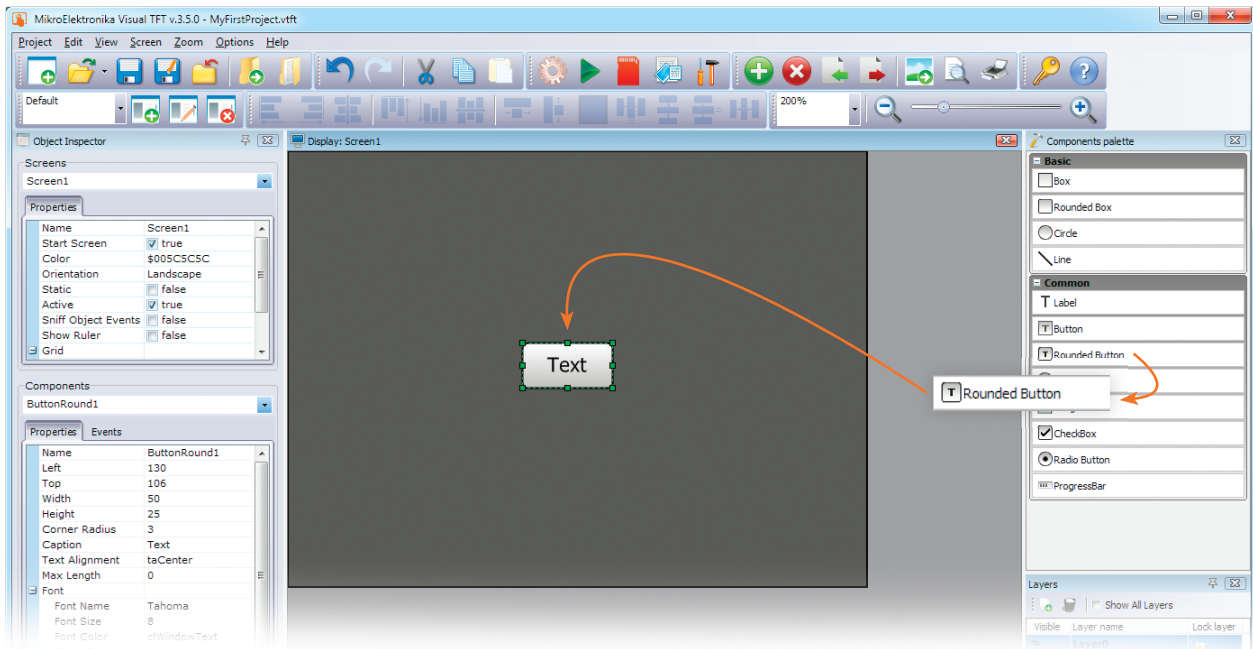 MikroElektronika Visual TFT v.3.5.0 - MyFirstProject.vtft
Project Edit View Screen Zoom Options Help
Default
200%
Object Inspector
Screens
Screen1
Properties
Name Screen1
Start Screen true
Color $005C5C5C
Orientation Landscape
Static false
Active true
Sniff Object Events false
Show Ruler false
Grid
Components
ButtonRound1
Properties Events
Name ButtonRound1
Left 130
Top 106
Width 50
Height 25
Corner Radius 3
Caption Text
Text Alignment taCenter
Max Length 0
Font
Font Name Tahoma
Font Size 8
Font Color clWindowText
Display: Screen1
Text
Components palette
Basic
Box
Rounded Box
Circle
Line
Common
T Label
T Button
T Rounded Button
T Rounded Button
CheckBox
Radio Button
ProgressBar
Layers
Show All Layers
Visible Layer name Lock layer
Layer0